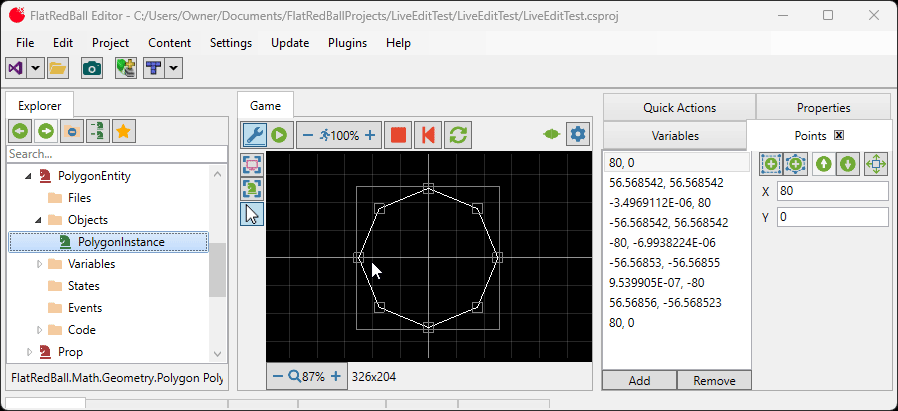 FlatRedBall Editor - C:/Users/Owner/Documents/FlatRedBallProjects/LiveEditTest/LiveEditTest/LiveEditTest.csproj
File Edit Project Content Settings Update Plugins Help
Explorer
Search...
PolygonEntity
Files
Objects
PolygonInstance
Variables
States
Events
Code
Prop
FlatRedBall.Math.Geometry.Polygon Poly
Game
100%
87% 326x204
Quick Actions Properties
Variables Points
80, 0
56.568542, 56.568542
-3.4969112E-06, 80
-56.568542, 56.568542
-80, -6.9938224E-06
-56.56853, -56.56855
9.539905E-07, -80
56.56856, -56.568523
80, 0
Add Remove
X 80
Y 0